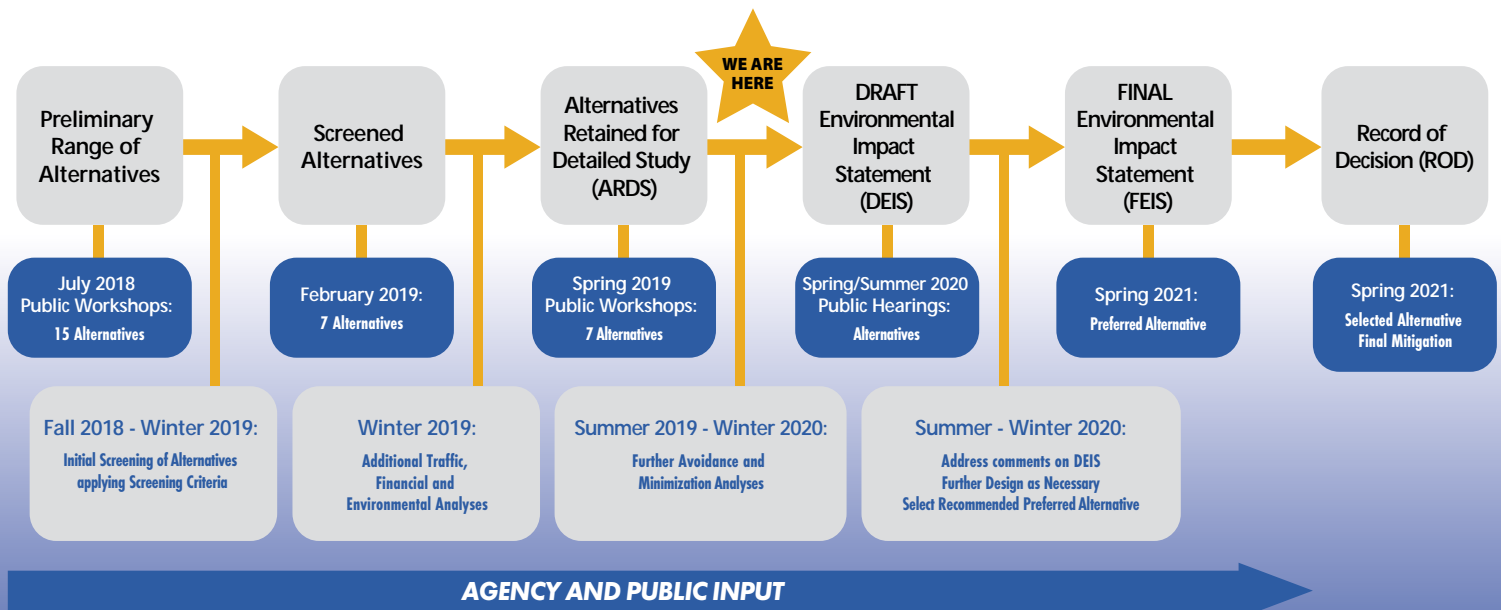 WE ARE
HERE
Preliminary
Range of
Alternatives
Screened
Alternatives
Alternatives
Retained for
Detailed Study
(ARDS)
DRAFT
Environmental
Impact
Statement
(DEIS)
FINAL
Environmental
Impact
Statement
(FEIS)
Record of
Decision (ROD)
July 2018
Public Workshops:
15 Alternatives
February 2019:
7 Alternatives
Spring 2019
Public Workshops:
7 Alternatives
Spring/Summer 2020
Public Hearings:
Alternatives
Spring 2021:
Preferred Alternative
Spring 2021:
Selected Alternative
Final Mitigation
Fall 2018 - Winter 2019:
Initial Screening of Alternatives
applying Screening Criteria
Winter 2019:
Additional Traffic,
Financial and
Environmental Analyses
Summer 2019 - Winter 2020:
Further Avoidance and
Minimization Analyses
Summer - Winter 2020:
Address comments on DEIS
Further Design as Necessary
Select Recommended Preferred Alternative
AGENCY AND PUBLIC INPUT